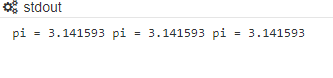 stdout
pi = 3.141593 pi = 3.141593 pi = 3.141593